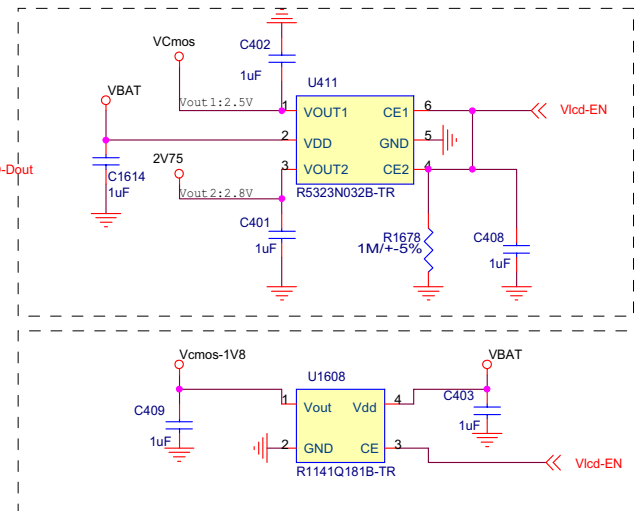 VCmos
C402
1uF
U411
VBAT
Vout1:2.5V
1
VOUT1
CE1
6
Vlcd-EN
2
VDD
GND
5
C1614
1uF
2V75
3
VOUT2
CE2
4
-Dout
Vout2:2.8V
R5323N032B-TR
C401
1uF
R1678
1M/+-5%
C408
1uF
Vcmos-1V8
U1608
VBAT
C409
1uF
1
Vout
Vdd
4
C403
1uF
2
GND
CE
3
R1141Q181B-TR
Vlcd-EN